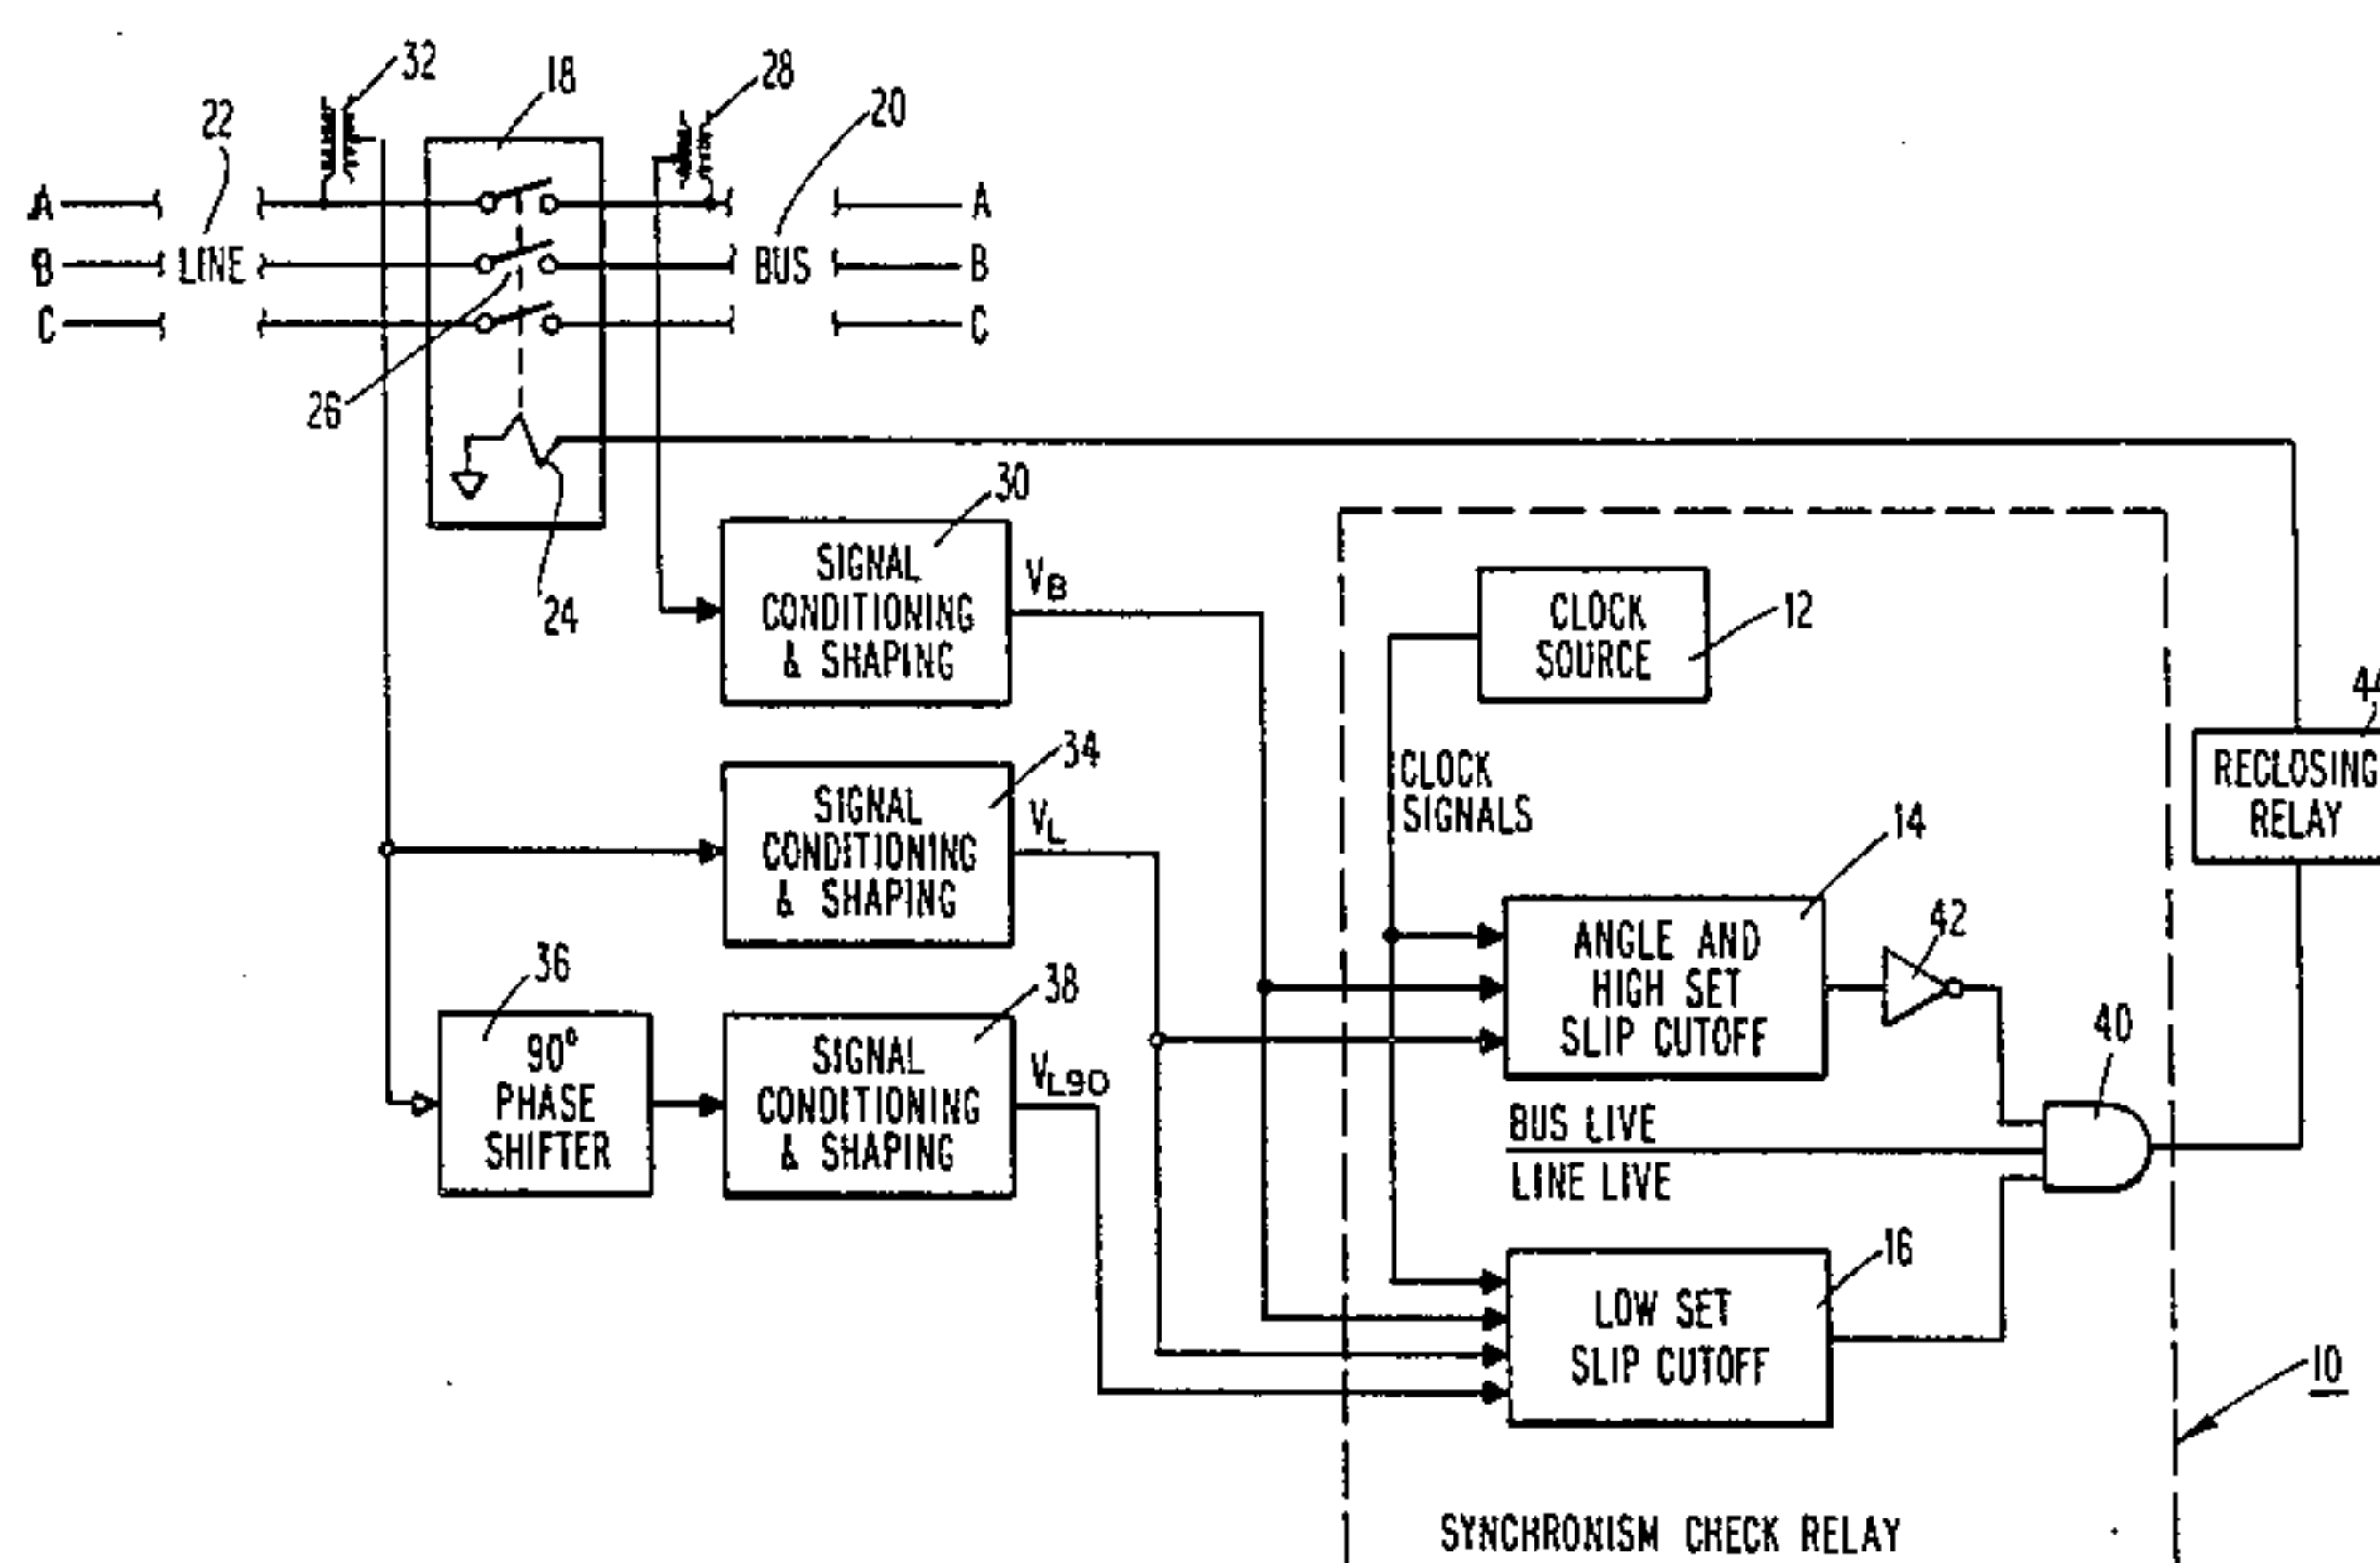 32
18
28
22
20
A
A
B
LINE
BUS
B
C
C
26
24
30
SIGNAL
CONDITIONING
& SHAPING
VB
CLOCK
SOURCE
12
34
SIGNAL
CONDITIONING
& SHAPING
VL
CLOCK
SIGNALS
44
RECLOSING
RELAY
14
ANGLE AND
HIGH SET
SLIP CUTOFF
42
36
90°
PHASE
SHIFTER
38
SIGNAL
CONDITIONING
& SHAPING
VL90
40
BUS LIVE
LINE LIVE
16
LOW SET
SLIP CUTOFF
10
SYNCHRONISM CHECK RELAY